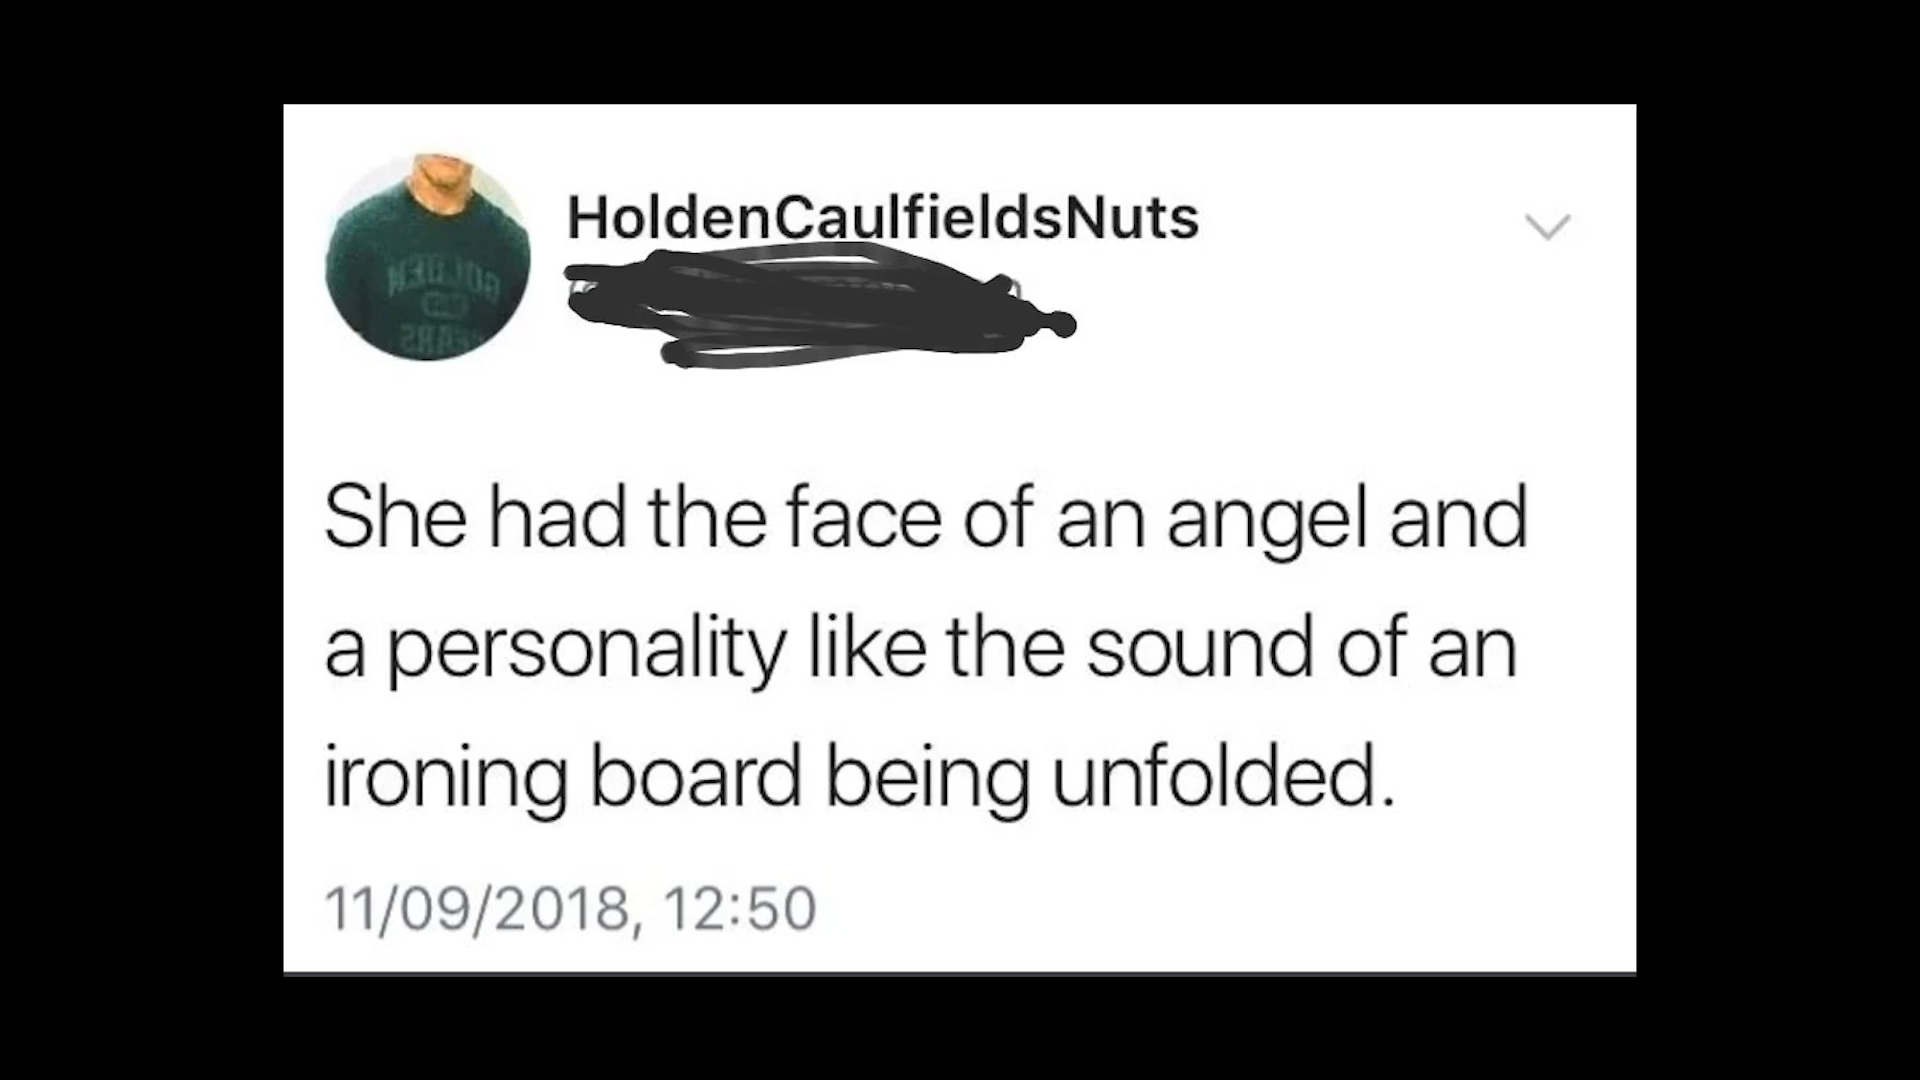 HoldenCaulfieldsNuts
She had the face of an angel and
a personality like the sound of an
ironing board being unfolded.
11/09/2018, 12:50